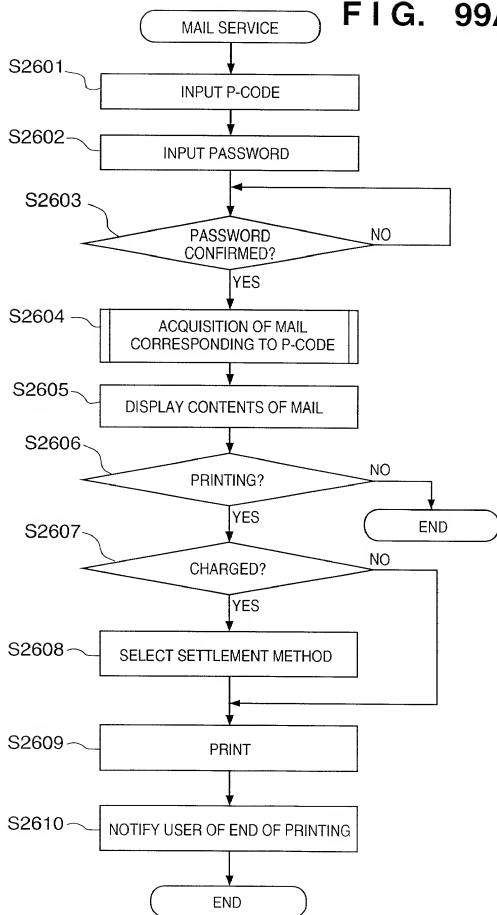 FIG. 99A
MAIL SERVICE
S2601
INPUT P-CODE
S2602
INPUT PASSWORD
S2603
PASSWORD
CONFIRMED?
NO
YES
S2604
ACQUISITION OF MAIL
CORRESPONDING TO P-CODE
S2605
DISPLAY CONTENTS OF MAIL
S2606
PRINTING?
NO
END
YES
S2607
CHARGED?
NO
YES
S2608
SELECT SETTLEMENT METHOD
S2609
PRINT
S2610
NOTIFY USER OF END OF PRINTING
END